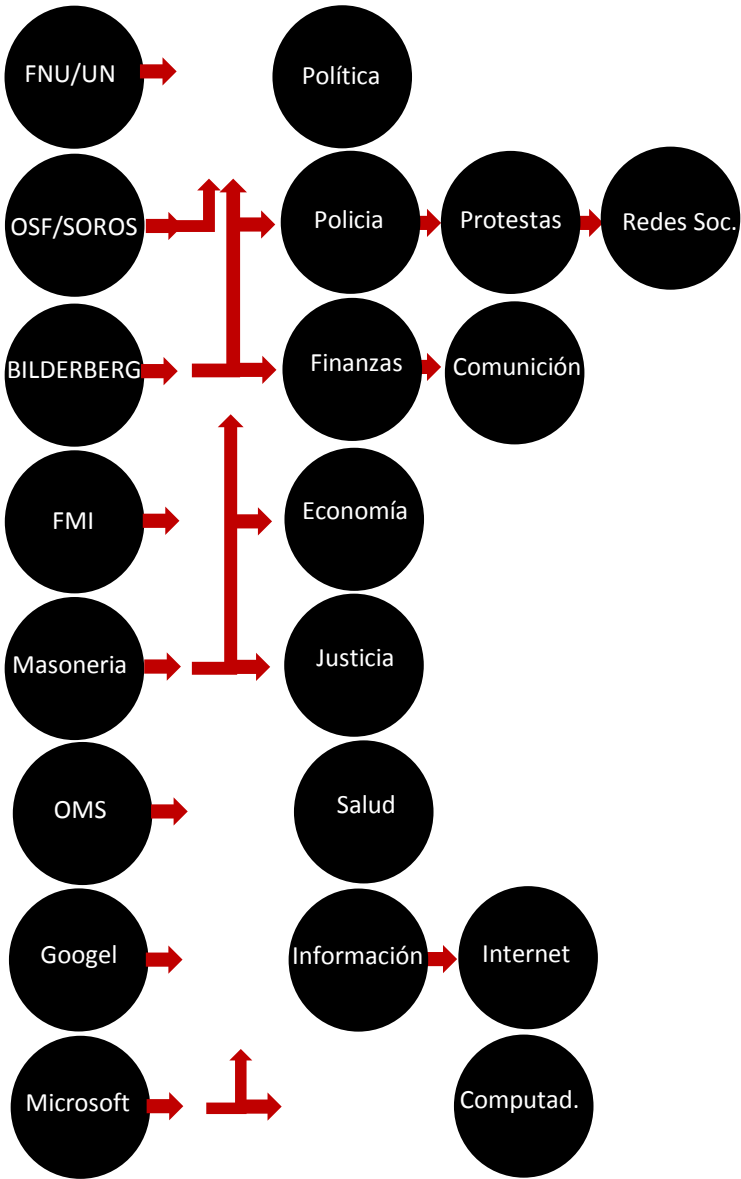 FNU/UN
Política
OSF/SOROS
Policia
Protestas
Redes Soc.
BILDERBERG
Finanzas
Comunición
FMI
Economía
Masoneria
Justicia
OMS
Salud
Googel
Información
Internet
Microsoft
Computad.